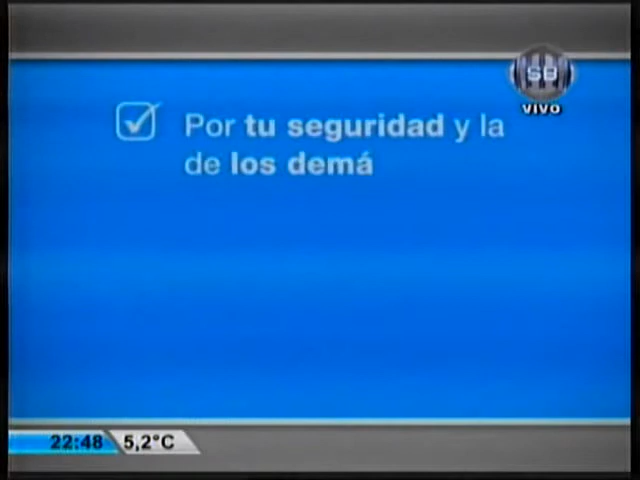 SB
VIVO
Por tu seguridad y la
de los demá
22:48 5,2°C